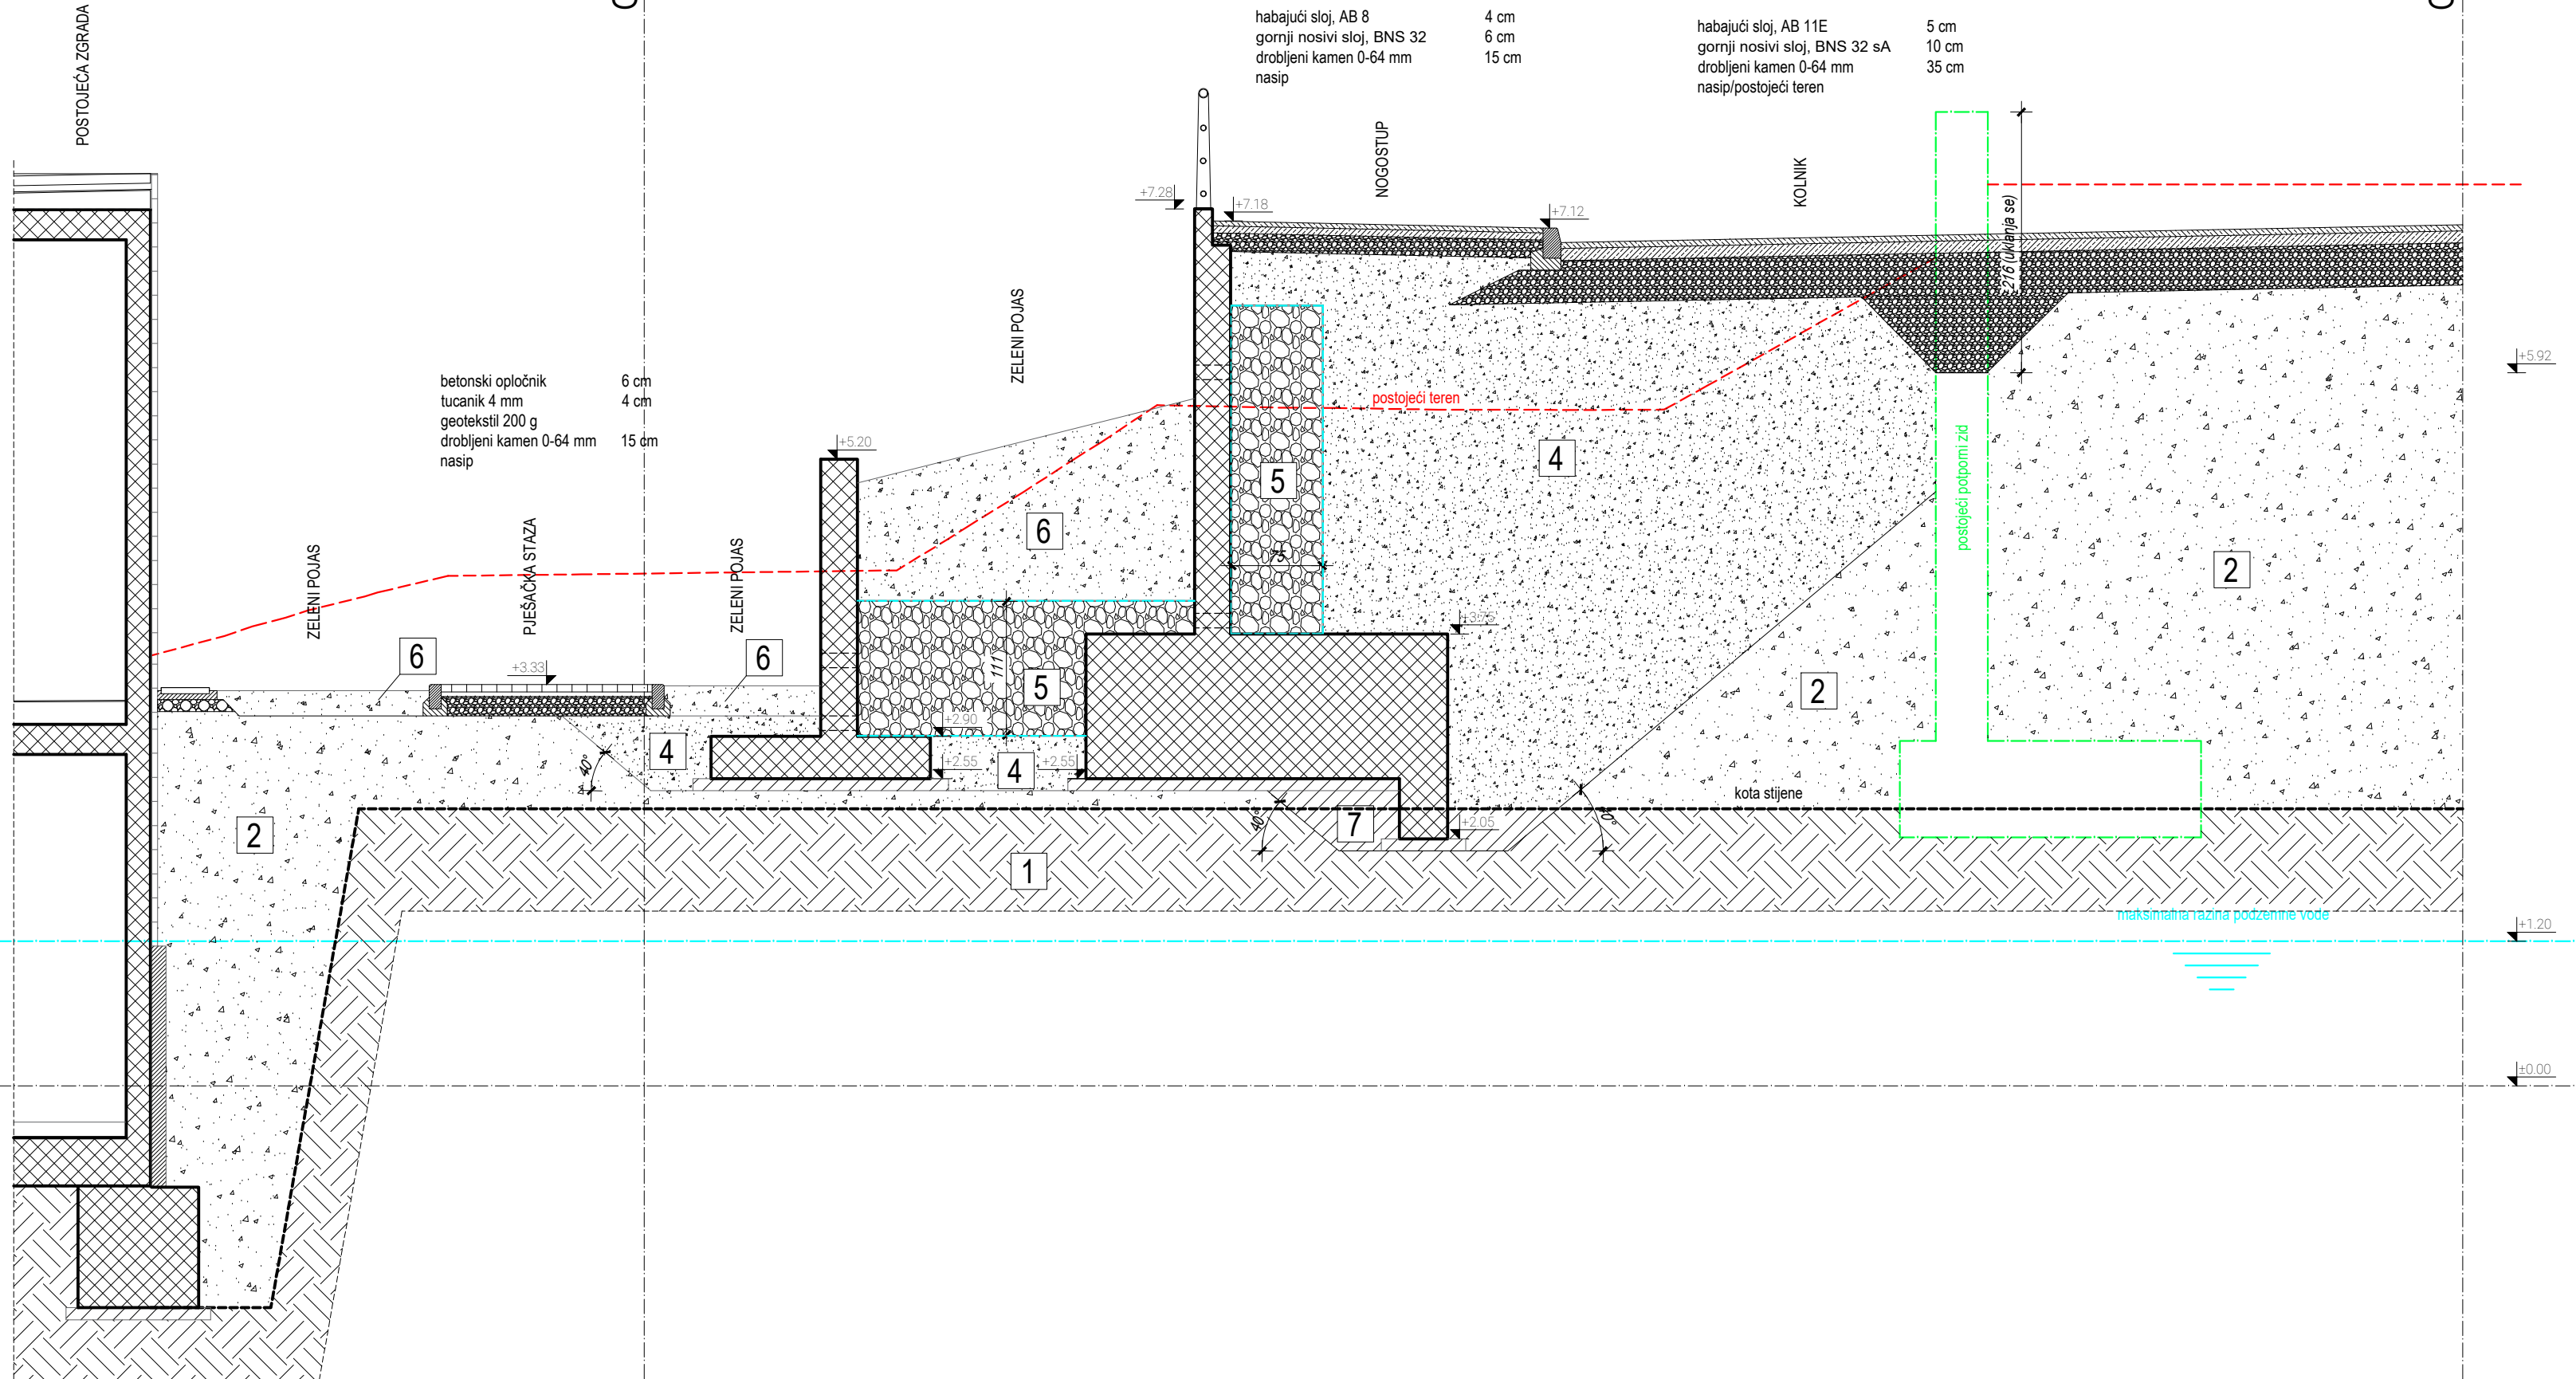 POSTOJEĆA ZGRADA
habajući sloj, AB 8 4 cm
gornji nosivi sloj, BNS 32 6 cm
drobljeni kamen 0-64 mm 15 cm
nasip
habajući sloj, AB 11E 5 cm
gornji nosivi sloj, BNS 32 sA 10 cm
drobljeni kamen 0-64 mm 35 cm
nasip/postojeći teren
NOGOSTUP
KOLNIK
+7.28
+7.18
+7.12
216 (uklanja se)
ZELENI POJAS
+5.92
betonski opločnik 6 cm
tucanik 4 mm 4 cm
geotekstil 200 g
drobljeni kamen 0-64 mm 15 cm
nasip
postojeći teren
+5.20
4
5
6
postojeći potporni zid
75
2
ZELENI POJAS
PJEŠAČKA STAZA
ZELENI POJAS
+3.75
6
6
+3.33
111
5
2
+2.90
4
40°
+2.55
4
+2.55
kota stijene
2
40°
7
+2.05
40°
1
maksimalna razina podzemne vode
+1.20
±0.00